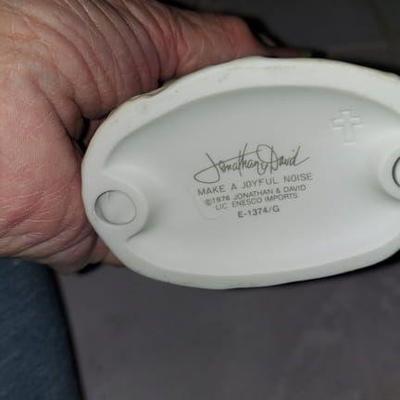 Jonathan & David
MAKE A JOYFUL NOISE
©1978 JONATHAN & DAVID
LIC. ENESCO IMPORTS
E-1374/G